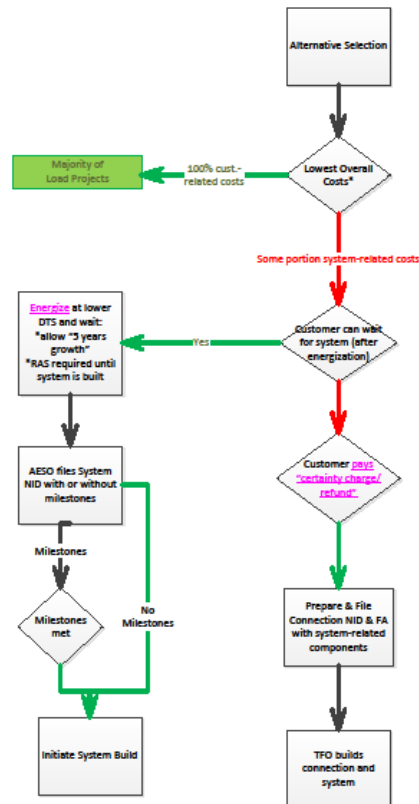 Alternative Selection
Majority of
Load Projects
100% cust.-
related costs
Lowest Overall
Costs*
Some portion system-related costs
Energize at lower
DTS and wait:
*allow "5 years
growth"
*RAS required until
system is built
Yes
Customer can wait
for system (after
energization)
AESO files System
NID with or without
milestones
Customer pays
"certainty charge/
refund"
Milestones
No
Milestones
Milestones
met
Prepare & File
Connection NID & FA
with system-related
components
Initiate System Build
TFO builds
connection and
system